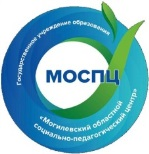 Государственное учреждение образования
МОСПЦ
«Могилевский областной
социально-педагогический центр»